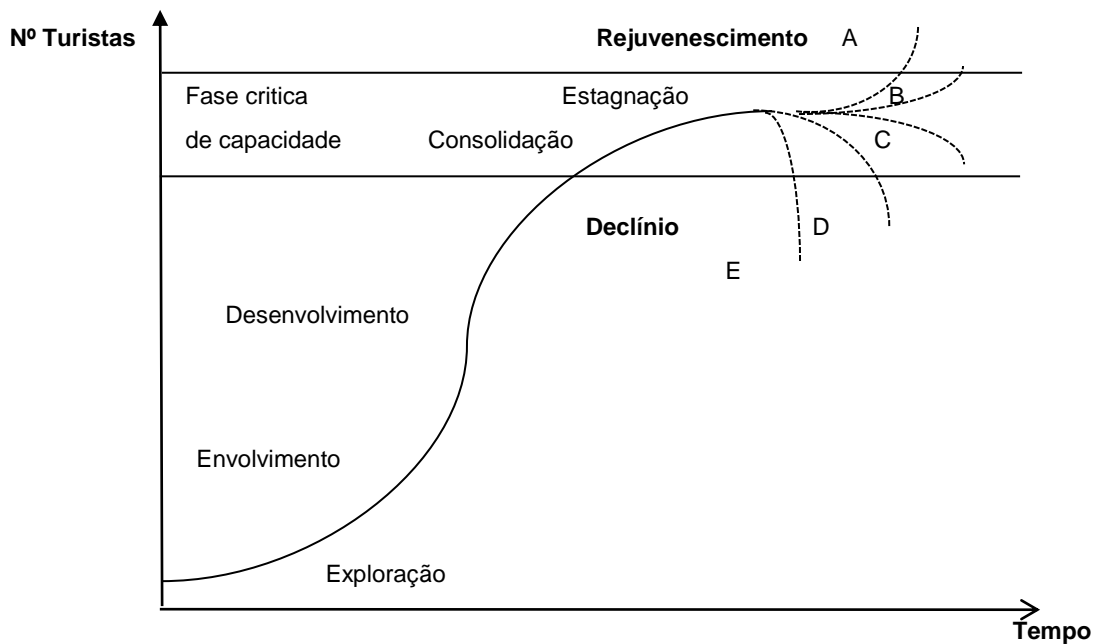 Nº Turistas
Rejuvenescimento A
Fase critica
de capacidade
Estagnação
B
Consolidação
C
Declínio
D
E
Desenvolvimento
Envolvimento
Exploração
Tempo